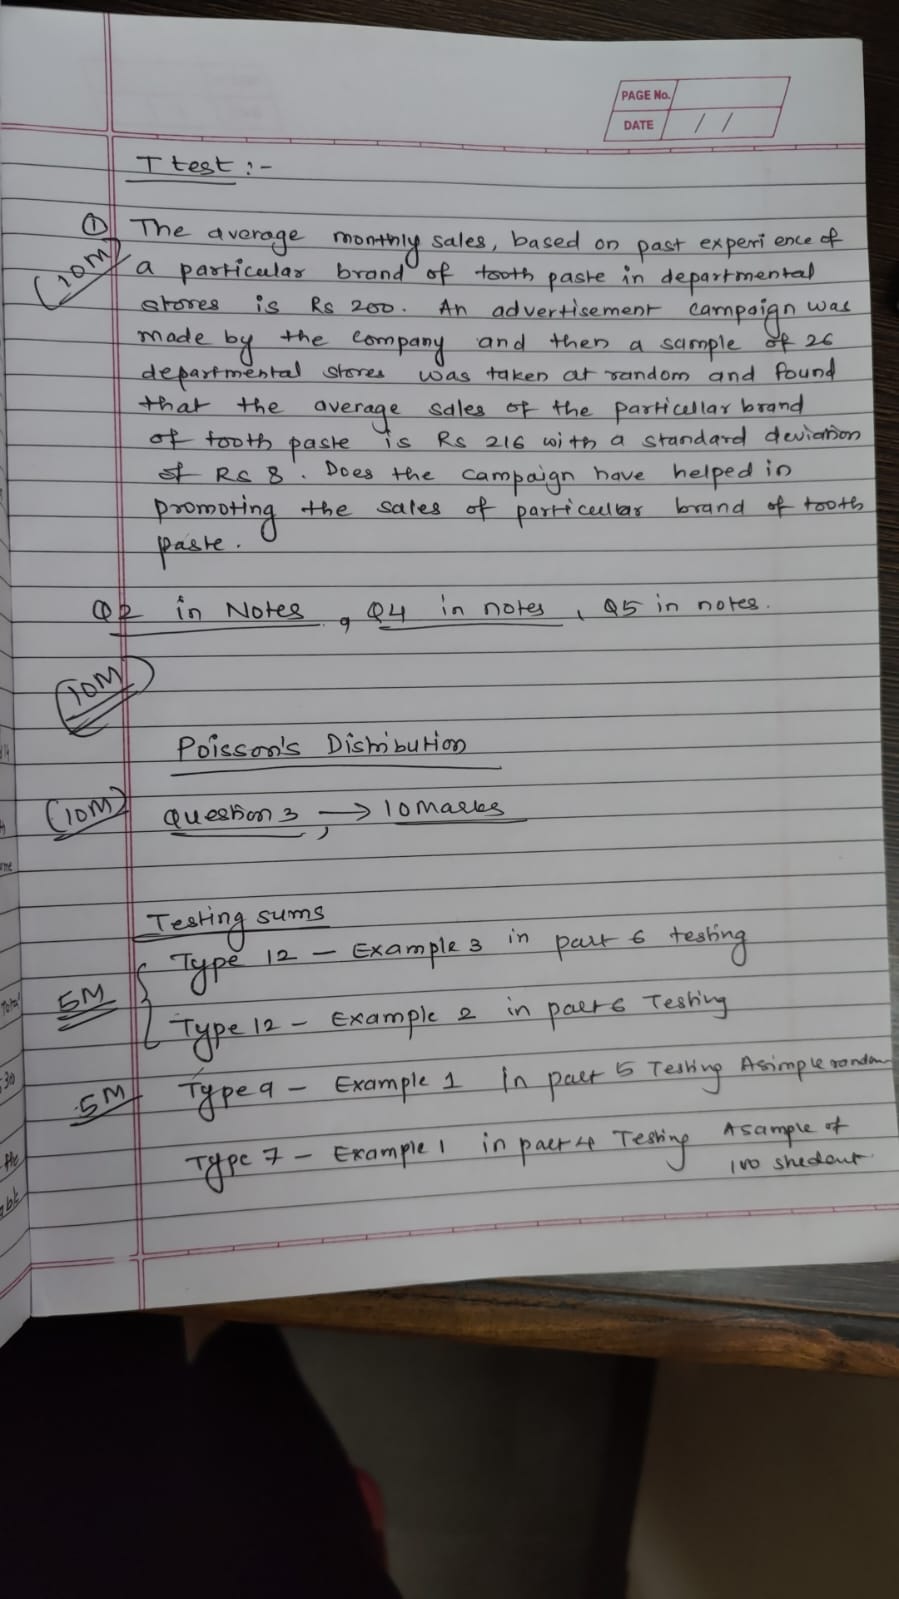 PAGE No.
DATE / /
T test :-
① The average monthly sales, based on past experience of
(10M) a particular brand of tooth paste in departmental
stores is Rs 200. An advertisement campaign was
made by the company and then a sample of 26
departmental stores was taken at random and found
that the average sales of the particular brand
of tooth paste is Rs 216 with a standard deviation
of Rs 8. Does the campaign have helped in
promoting the sales of particular brand of tooth
paste.
Q2 in Notes, Q4 in notes, Q5 in notes.
(10M)
Poisson's Distribution
(10M) Question 3 → 10 Marks
Testing sums
Type 12 - Example 3 in part 6 testing
5M
Type 12 - Example 2 in part 6 Testing
5M Type 9 - Example 1 in part 5 Testing A simple random
Type 7 - Example 1 in part 4 Testing A sample of
100